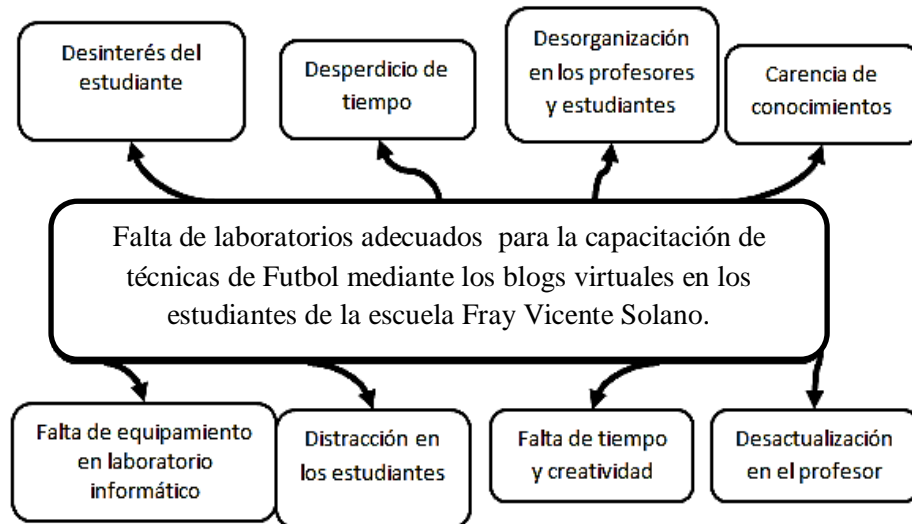 Desinterés del
estudiante
Desperdicio de
tiempo
Desorganización
en los profesores
y estudiantes
Carencia de
conocimientos
Falta de laboratorios adecuados para la capacitación de
técnicas de Futbol mediante los blogs virtuales en los
estudiantes de la escuela Fray Vicente Solano.
Falta de equipamiento
en laboratorio
informático
Distracción en
los estudiantes
Falta de tiempo
y creatividad
Desactualización
en el profesor